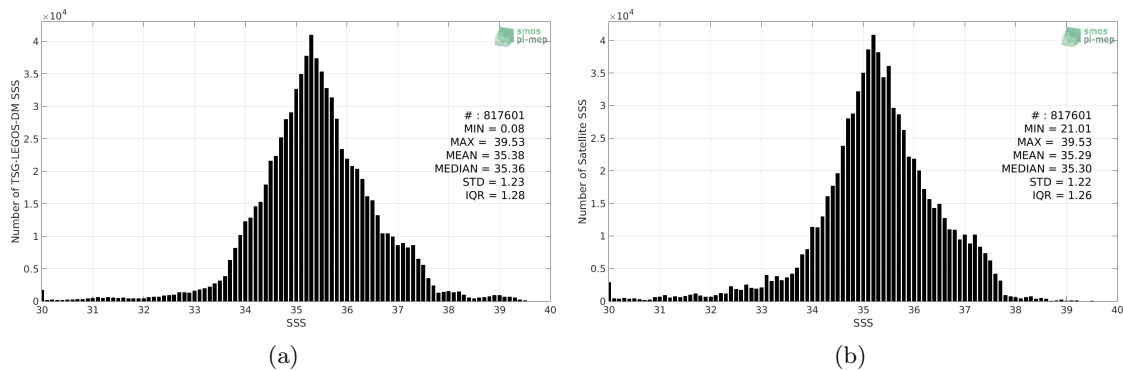 ×10⁴
4
3.5
3
2.5
2
1.5
1
0.5
0
Number of TSG-LEGOS-DM SSS
smos
pi-mep
# : 817601
MIN = 0.08
MAX = 39.53
MEAN = 35.38
MEDIAN = 35.36
STD = 1.23
IQR = 1.28
30 31 32 33 34 35 36 37 38 39 40
SSS
(a)
×10⁴
4
3.5
3
2.5
2
1.5
1
0.5
0
Number of Satellite SSS
smos
pi-mep
# : 817601
MIN = 21.01
MAX = 39.53
MEAN = 35.29
MEDIAN = 35.30
STD = 1.22
IQR = 1.26
30 31 32 33 34 35 36 37 38 39 40
SSS
(b)